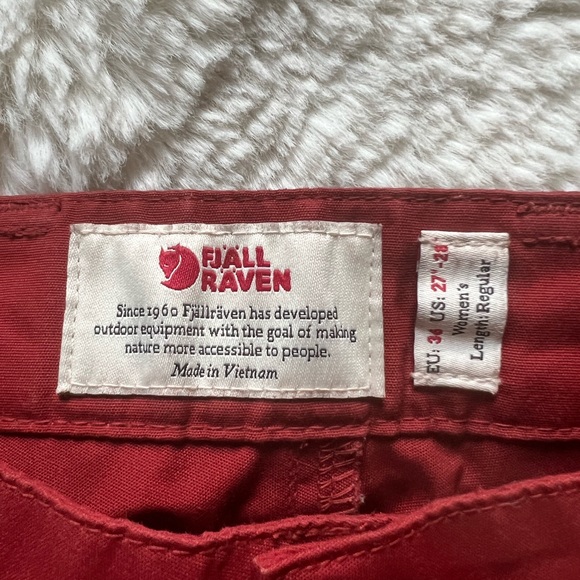 FJÄLL
RÄVEN
Since 1960 Fjällräven has developed
outdoor equipment with the goal of making
nature more accessible to people.
Made in Vietnam
EU: 36 US: 27"-28"
Women's
Length: Regular